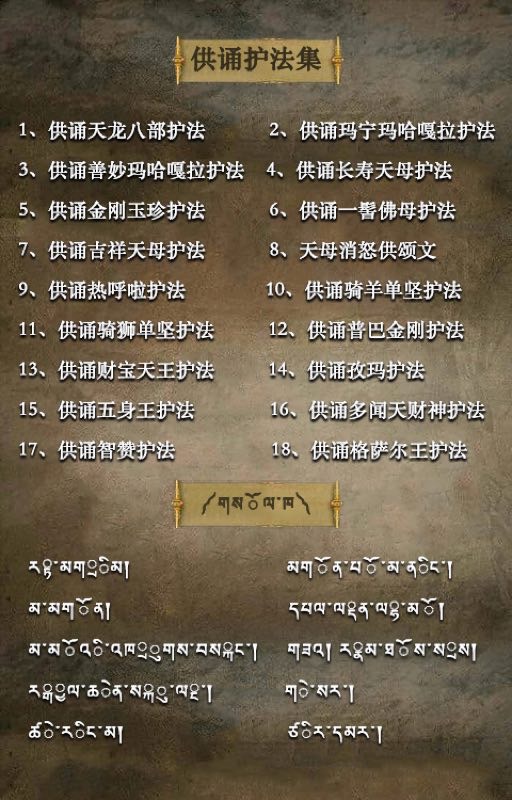 供诵护法集
1、供诵天龙八部护法 2、供诵玛宁玛哈嘎拉护法
3、供诵善妙玛哈嘎拉护法 4、供诵长寿天母护法
5、供诵金刚玉珍护法 6、供诵一髻佛母护法
7、供诵吉祥天母护法 8、天母消怒供颂文
9、供诵热呼啦护法 10、供诵骑羊单坚护法
11、供诵骑狮单坚护法 12、供诵普巴金刚护法
13、供诵财宝天王护法 14、供诵孜玛护法
15、供诵五身王护法 16、供诵多闻天财神护法
17、供诵智赞护法 18、供诵格萨尔王护法
༼གསོལ་ཁ༽
མགོན་པོ་མ་ནིང་།
མ་མགོན། དཔལ་ལྡན་ལྷ་མོ།
མ་མོའི་འཁྲུགས་བསྐང་། གཟའ། རྣམ་ཐོས་སྲས།
རྒྱལ་ཆེན་སྐུ་ལྔ་། གེ་སར་།
ཚེ་རིང་མ།